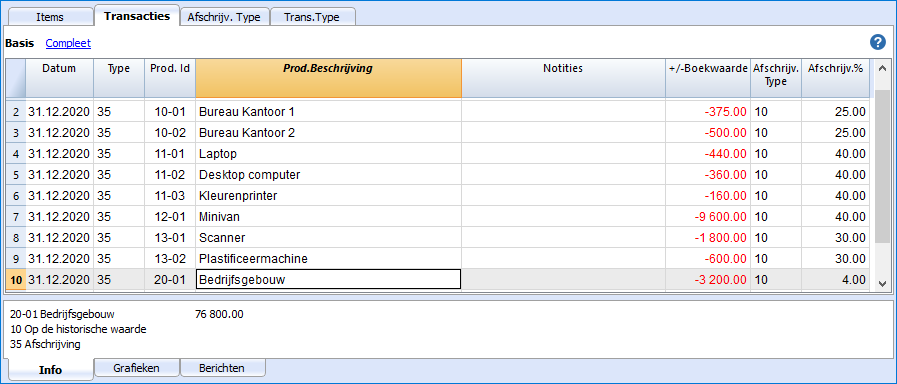 Items Transacties Afschrijv. Type Trans.Type
Basis Compleet ?
Datum Type Prod. Id Prod.Beschrijving Notities +/-Boekwaarde Afschrijv. Type Afschrijv.%
2 31.12.2020 35 10-01 Bureau Kantoor 1 -375.00 10 25.00
3 31.12.2020 35 10-02 Bureau Kantoor 2 -500.00 10 25.00
4 31.12.2020 35 11-01 Laptop -440.00 10 40.00
5 31.12.2020 35 11-02 Desktop computer -360.00 10 40.00
6 31.12.2020 35 11-03 Kleurenprinter -160.00 10 40.00
7 31.12.2020 35 12-01 Minivan -9 600.00 10 40.00
8 31.12.2020 35 13-01 Scanner -1 800.00 10 30.00
9 31.12.2020 35 13-02 Plastificeermachine -600.00 10 30.00
10 31.12.2020 35 20-01 Bedrijfsgebouw -3 200.00 10 4.00
20-01 Bedrijfsgebouw 76 800.00
10 Op de historische waarde
35 Afschrijving
Info Grafieken Berichten